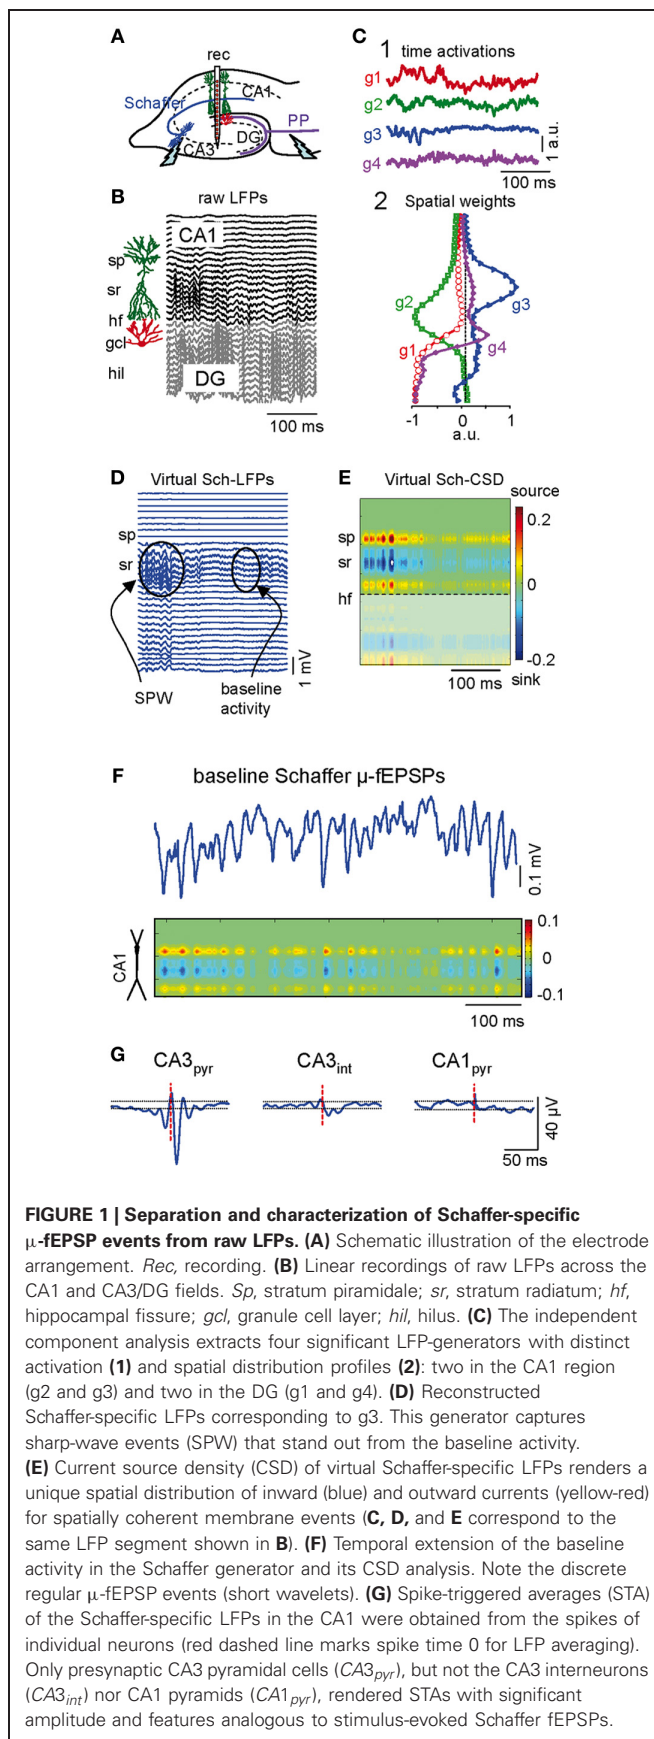 A
rec
CA1
Schaffer
PP
DG
CA3
B
raw LFPs
CA1
sp
sr
hf
gcl
hil
DG
100 ms
C
1 time activations
g1
g2
g3
g4
1 a.u.
100 ms
2 Spatial weights
g2
g3
g1
g4
-1 0 1
a.u.
D
Virtual Sch-LFPs
sp
sr
SPW
baseline
activity
1 mV
E
Virtual Sch-CSD
source
sp
sr
hf
0.2
0
-0.2
sink
100 ms
F
baseline Schaffer µ-fEPSPs
0.1 mV
CA1
0.1
0
-0.1
100 ms
G
CA3pyr
CA3int
CA1pyr
40 µV
50 ms
FIGURE 1 | Separation and characterization of Schaffer-specific
µ-fEPSP events from raw LFPs. (A) Schematic illustration of the electrode
arrangement. Rec, recording. (B) Linear recordings of raw LFPs across the
CA1 and CA3/DG fields. Sp, stratum piramidale; sr, stratum radiatum; hf,
hippocampal fissure; gcl, granule cell layer; hil, hilus. (C) The independent
component analysis extracts four significant LFP-generators with distinct
activation (1) and spatial distribution profiles (2): two in the CA1 region
(g2 and g3) and two in the DG (g1 and g4). (D) Reconstructed
Schaffer-specific LFPs corresponding to g3. This generator captures
sharp-wave events (SPW) that stand out from the baseline activity.
(E) Current source density (CSD) of virtual Schaffer-specific LFPs renders a
unique spatial distribution of inward (blue) and outward currents (yellow-red)
for spatially coherent membrane events (C, D, and E correspond to the
same LFP segment shown in B). (F) Temporal extension of the baseline
activity in the Schaffer generator and its CSD analysis. Note the discrete
regular µ-fEPSP events (short wavelets). (G) Spike-triggered averages (STA)
of the Schaffer-specific LFPs in the CA1 were obtained from the spikes of
individual neurons (red dashed line marks spike time 0 for LFP averaging).
Only presynaptic CA3 pyramidal cells (CA3pyr), but not the CA3 interneurons
(CA3int) nor CA1 pyramids (CA1pyr), rendered STAs with significant
amplitude and features analogous to stimulus-evoked Schaffer fEPSPs.